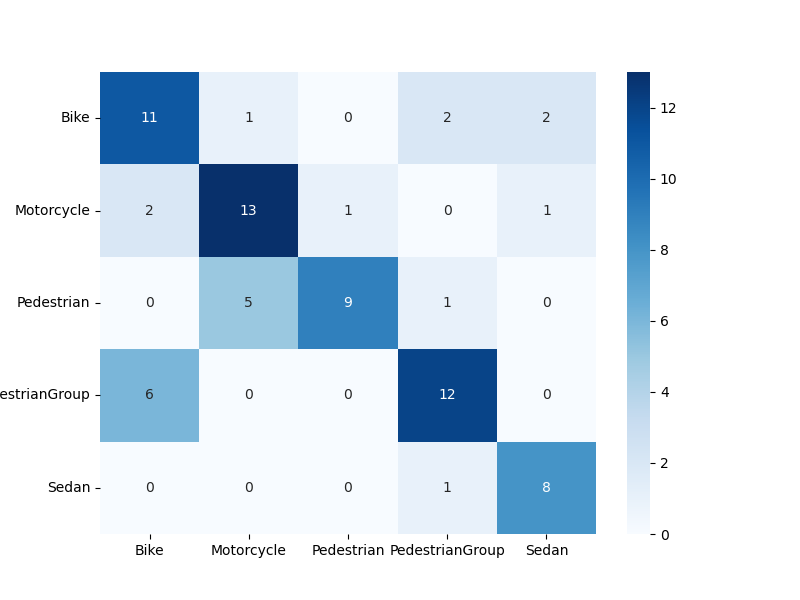 Bike 11 1 0 2 2
Motorcycle 2 13 1 0 1
Pedestrian 0 5 9 1 0
estrianGroup 6 0 0 12 0
Sedan 0 0 0 1 8
Bike Motorcycle Pedestrian PedestrianGroup Sedan
12
10
8
6
4
2
0